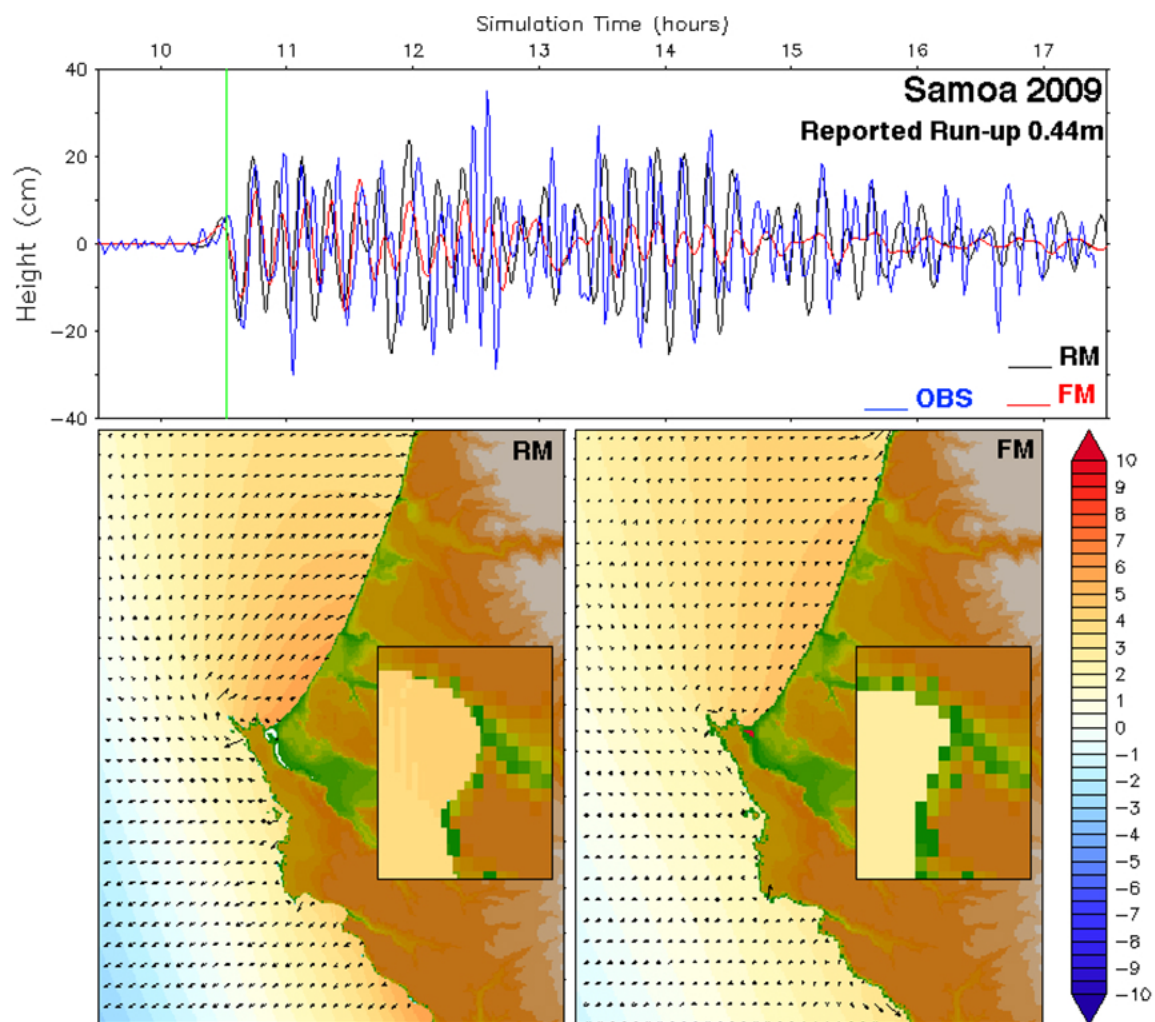 Simulation Time (hours)
10 11 12 13 14 15 16 17
40
20
0
−20
−40
Height (cm)
Samoa 2009
Reported Run-up 0.44m
RM
OBS
FM
RM
FM
10
9
8
7
6
5
4
3
2
1
0
−1
−2
−3
−4
−5
−6
−7
−8
−9
−10